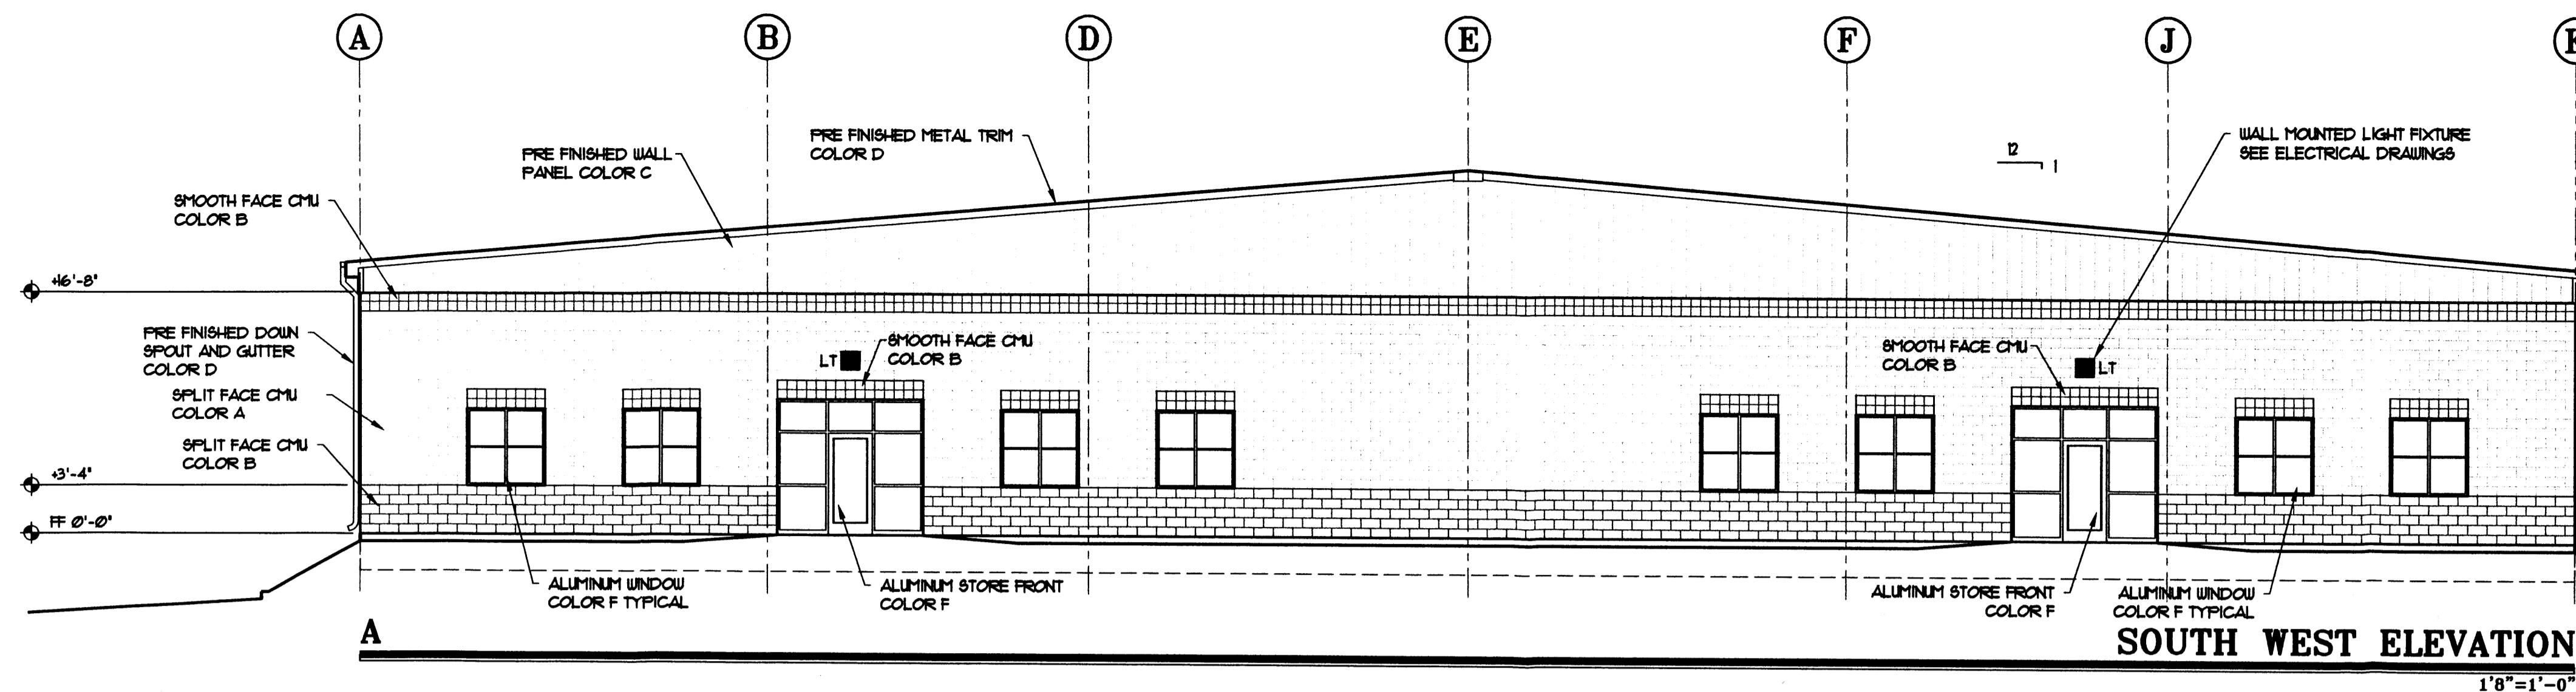 A
B
D
E
F
J
PRE FINISHED METAL TRIM
COLOR D
WALL MOUNTED LIGHT FIXTURE
SEE ELECTRICAL DRAWINGS
12
1
PRE FINISHED WALL
PANEL COLOR C
SMOOTH FACE CMU
COLOR B
+16'-8"
PRE FINISHED DOWN
SPOUT AND GUTTER
COLOR D
LT
SMOOTH FACE CMU
COLOR B
SMOOTH FACE CMU
COLOR B
LT
SPLIT FACE CMU
COLOR A
SPLIT FACE CMU
COLOR B
+3'-4"
FF 0'-0"
ALUMINUM WINDOW
COLOR F TYPICAL
ALUMINUM STORE FRONT
COLOR F
ALUMINUM STORE FRONT
COLOR F
ALUMINUM WINDOW
COLOR F TYPICAL
A
SOUTH WEST ELEVATION
1'8"=1'-0"